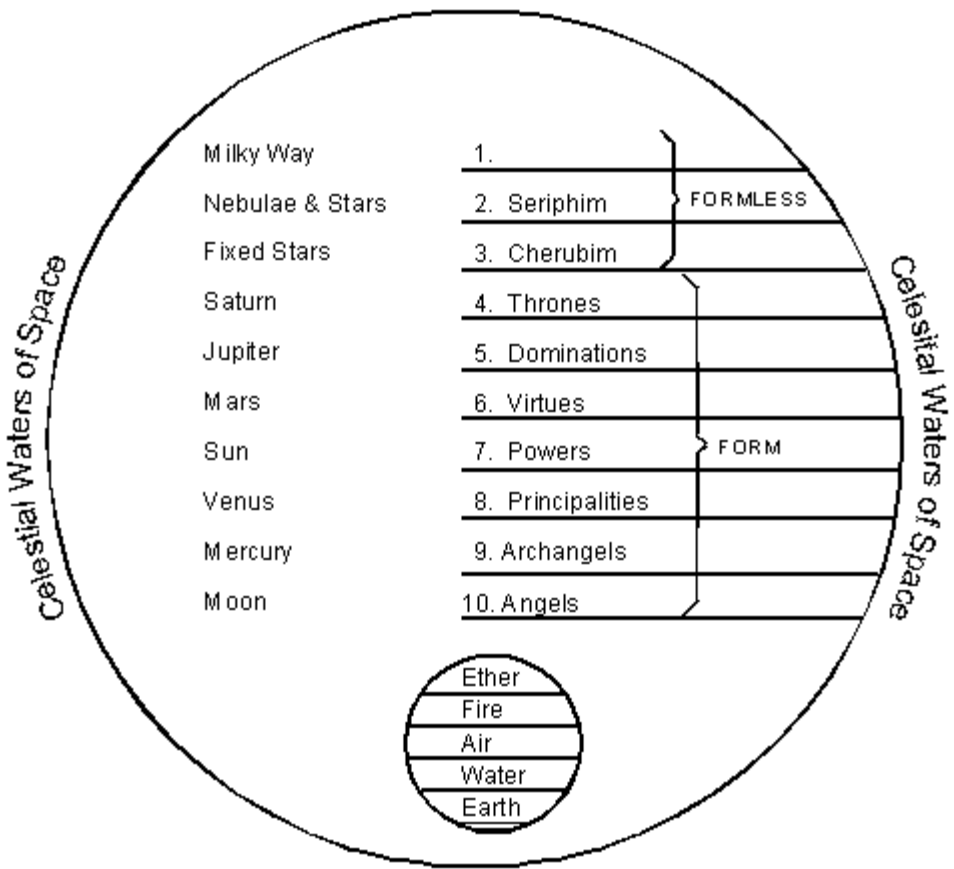 Milky Way 1.
Nebulae & Stars 2. Seriphim FORMLESS
Fixed Stars 3. Cherubim
Saturn 4. Thrones
Jupiter 5. Dominations
Mars 6. Virtues
Sun 7. Powers FORM
Venus 8. Principalities
Mercury 9. Archangels
Moon 10. Angels
Ether
Fire
Air
Water
Earth
Celestial Waters of Space
Celesital Waters of Space